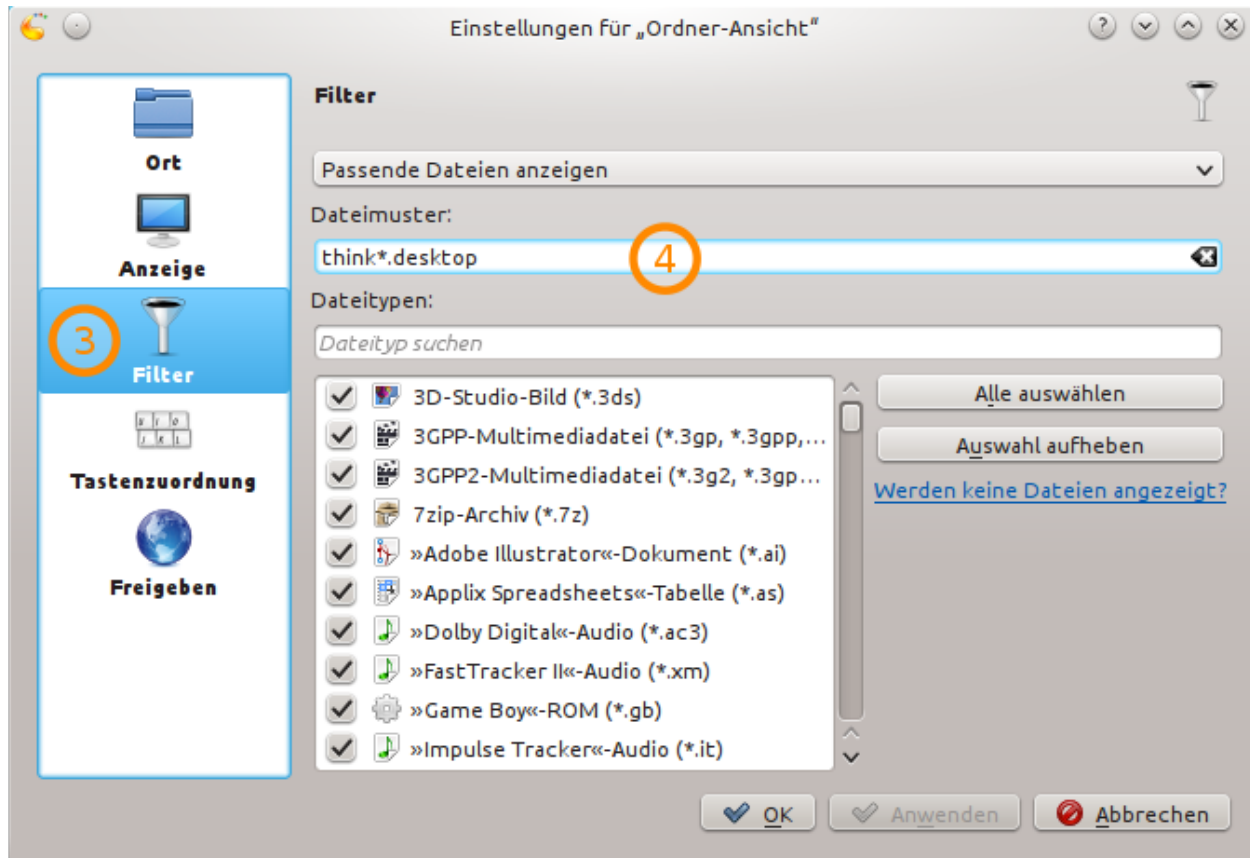 Einstellungen für „Ordner-Ansicht“
Ort
Anzeige
3
Filter
Tastenzuordnung
Freigeben
Filter
Passende Dateien anzeigen
Dateimuster:
think*.desktop
4
Dateitypen:
Dateityp suchen
3D-Studio-Bild (*.3ds)
3GPP-Multimediadatei (*.3gp, *.3gpp,...
3GPP2-Multimediadatei (*.3g2, *.3gp...
7zip-Archiv (*.7z)
»Adobe Illustrator«-Dokument (*.ai)
»Applix Spreadsheets«-Tabelle (*.as)
»Dolby Digital«-Audio (*.ac3)
»FastTracker II«-Audio (*.xm)
»Game Boy«-ROM (*.gb)
»Impulse Tracker«-Audio (*.it)
Alle auswählen
Auswahl aufheben
Werden keine Dateien angezeigt?
OK
Anwenden
Abbrechen